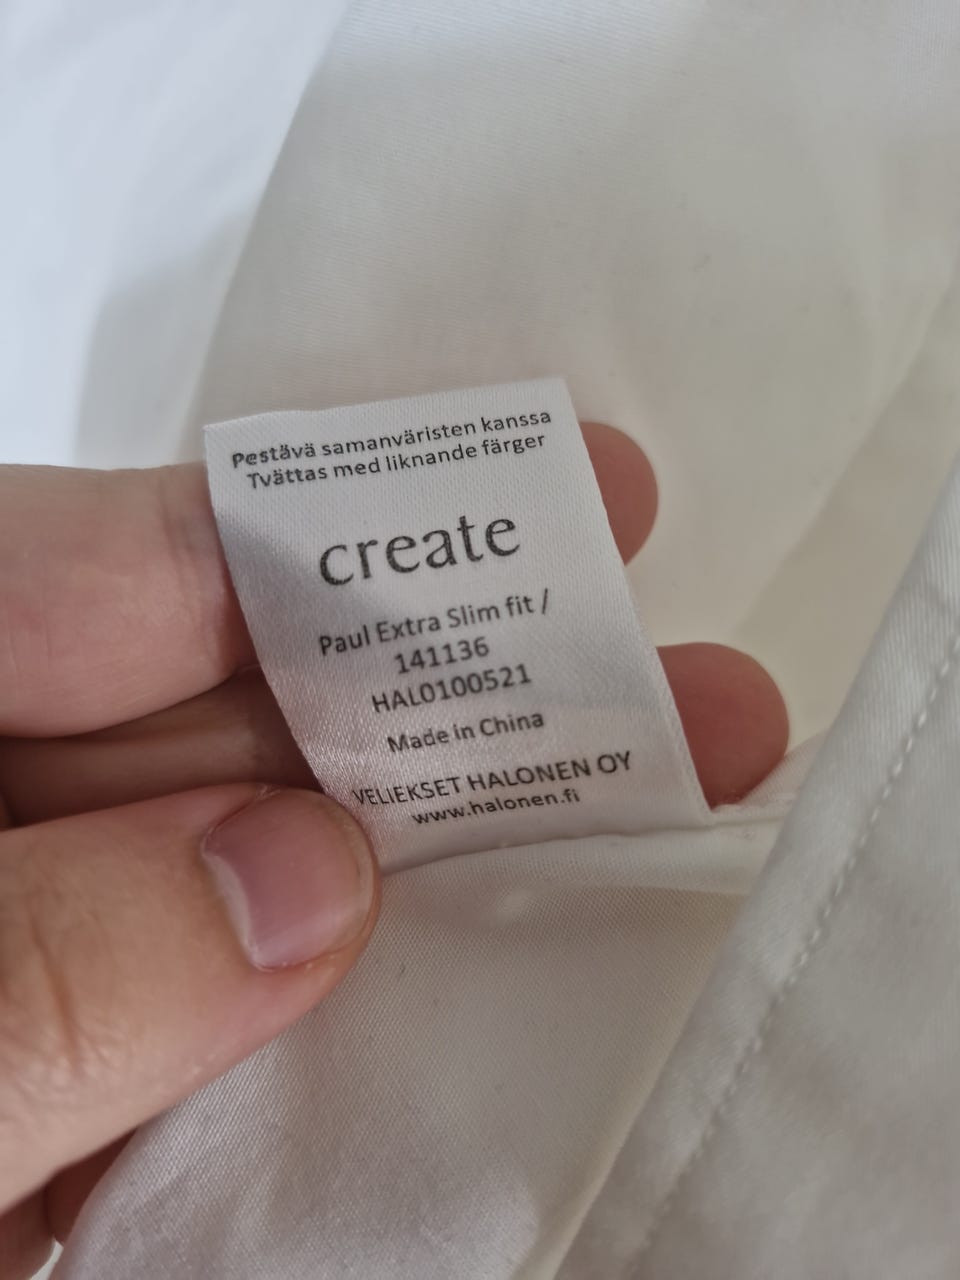 Pestävä samanväristen kanssa
Tvättas med liknande färger
create
Paul Extra Slim fit /
141136
HAL0100521
Made in China
VELJEKSET HALONEN OY
www.halonen.fi